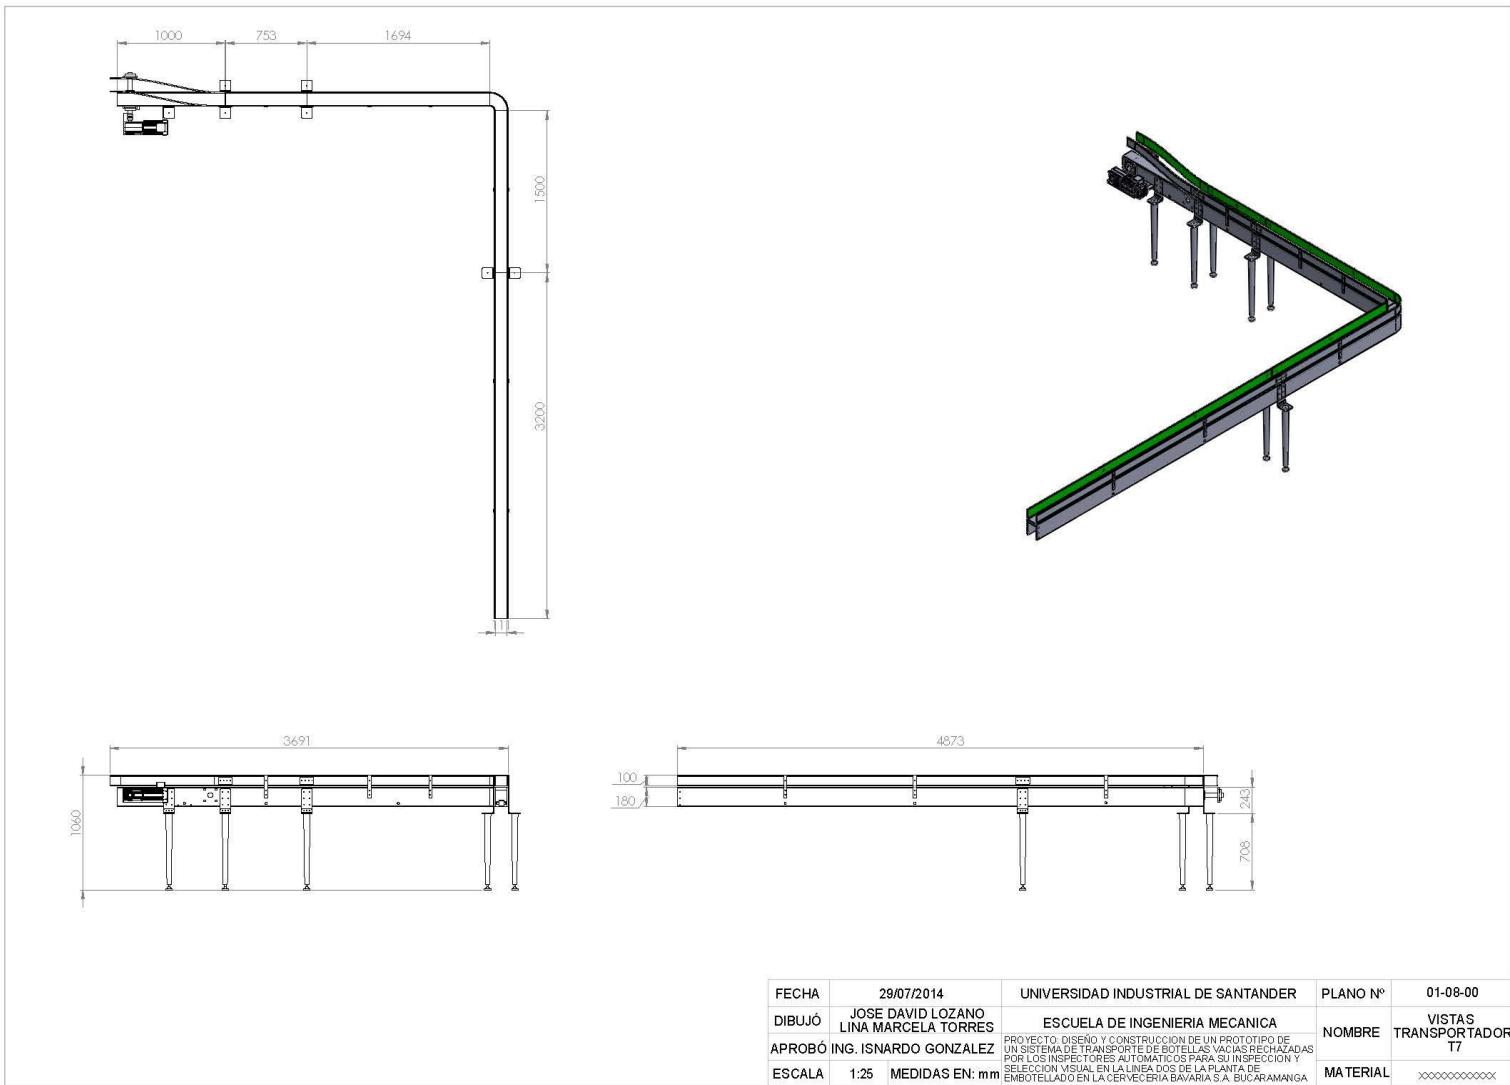 1000
753
1694
1500
3200
3691
4873
1060
100
180
243
708
FECHA
29/07/2014
UNIVERSIDAD INDUSTRIAL DE SANTANDER
PLANO Nº
01-08-00
DIBUJÓ
JOSE DAVID LOZANO
LINA MARCELA TORRES
ESCUELA DE INGENIERIA MECANICA
NOMBRE
VISTAS
TRANSPORTADOR
T7
APROBÓ
ING. ISNARDO GONZALEZ
PROYECTO: DISEÑO Y CONSTRUCCION DE UN PROTOTIPO DE
UN SISTEMA DE TRANSPORTE DE BOTELLAS VACIAS RECHAZADAS
POR LOS INSPECTORES AUTOMATICOS PARA SU INSPECCION Y
SELECCION VISUAL EN LA LINEA DOS DE LA PLANTA DE
EMBOTELLADO EN LA CERVECERIA BAVARIA S.A. BUCARAMANGA
ESCALA
1:25
MEDIDAS EN: mm
MATERIAL
XXXXXXXXXXXX